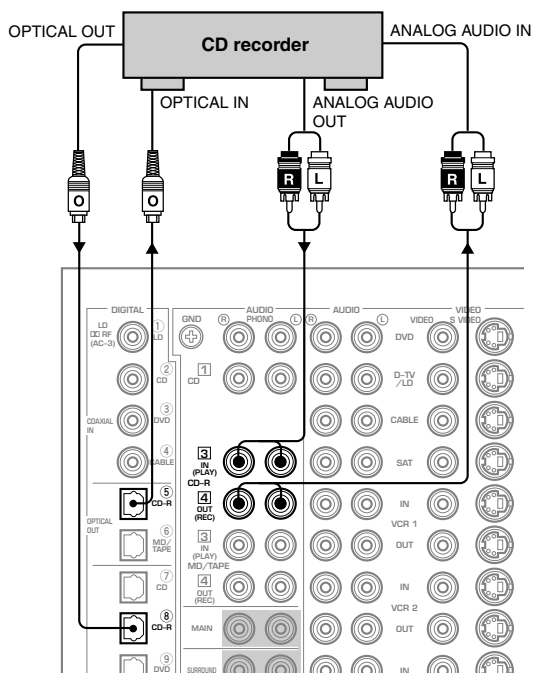 OPTICAL OUT
CD recorder
ANALOG AUDIO IN
OPTICAL IN
ANALOG AUDIO
OUT
O
O
R L
R L
DIGITAL
AUDIO
AUDIO
VIDEO
GND
R PHONO L
R L
VIDEO S VIDEO
LD
RF
(AC-3)
1
LD
DVD
2
CD
1
CD
D-TV
/LD
COAXIAL
IN
3
DVD
CABLE
4
CABLE
3
IN
(PLAY)
CD-R
SAT
5
CD-R
4
OUT
(REC)
IN
VCR 1
OPTICAL
OUT
6
MD/
TAPE
3
IN
(PLAY)
MD/TAPE
OUT
7
CD
4
OUT
(REC)
IN
VCR 2
8
CD-R
MAIN
OUT
9
DVD
SURROUND
IN